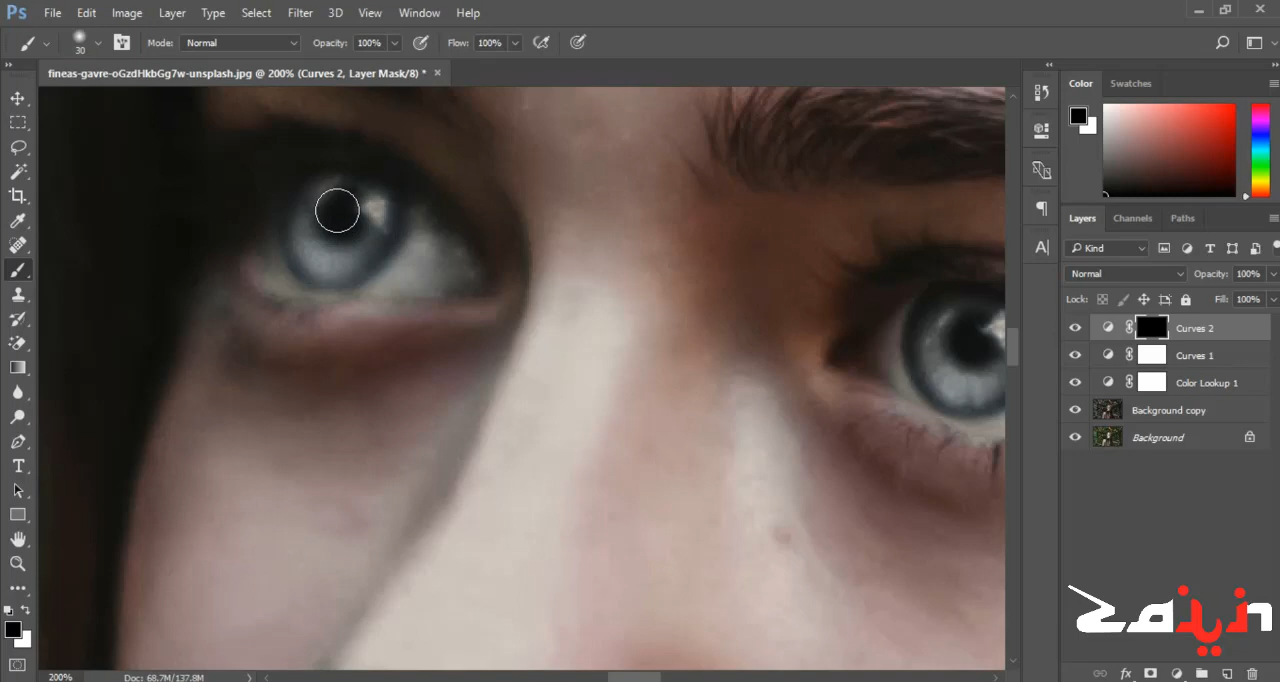 Ps File Edit Image Layer Type Select Filter 3D View Window Help
30 Mode: Normal Opacity: 100% Flow: 100%
fineas-gavre-oGzdHkbGg7w-unsplash.jpg @ 200% (Curves 2, Layer Mask/8) *
Color Swatches
Layers Channels Paths
Kind
Normal Opacity: 100%
Lock: Fill: 100%
Curves 2
Curves 1
Color Lookup 1
Background copy
Background
zayin
200% Doc: 68.7M/137.8M